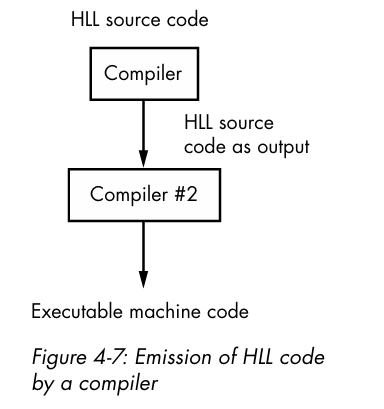 HLL source code
Compiler
HLL source
code as output
Compiler #2
Executable machine code
Figure 4-7: Emission of HLL code
by a compiler